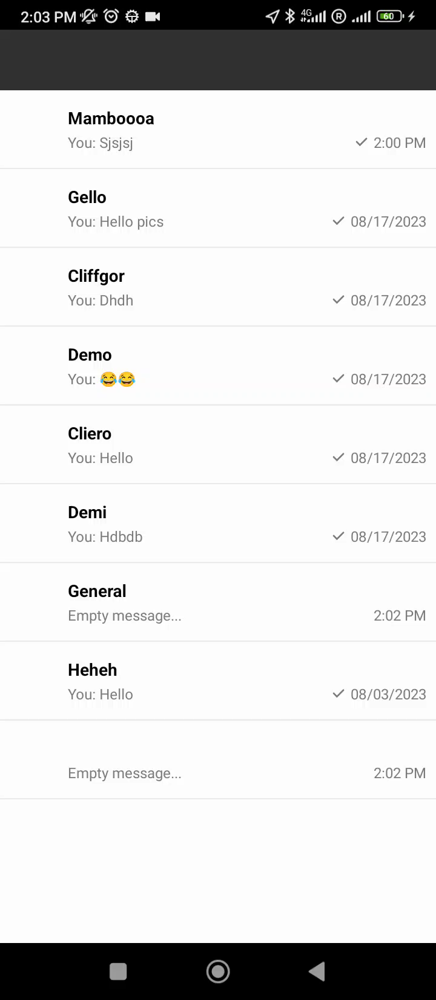 2:03 PM 4G R 60
Mamboooa
You: Sjsjsj 2:00 PM
Gello
You: Hello pics 08/17/2023
Cliffgor
You: Dhdh 08/17/2023
Demo
You: 😂😂 08/17/2023
Cliero
You: Hello 08/17/2023
Demi
You: Hdbdb 08/17/2023
General
Empty message... 2:02 PM
Heheh
You: Hello 08/03/2023
Empty message... 2:02 PM